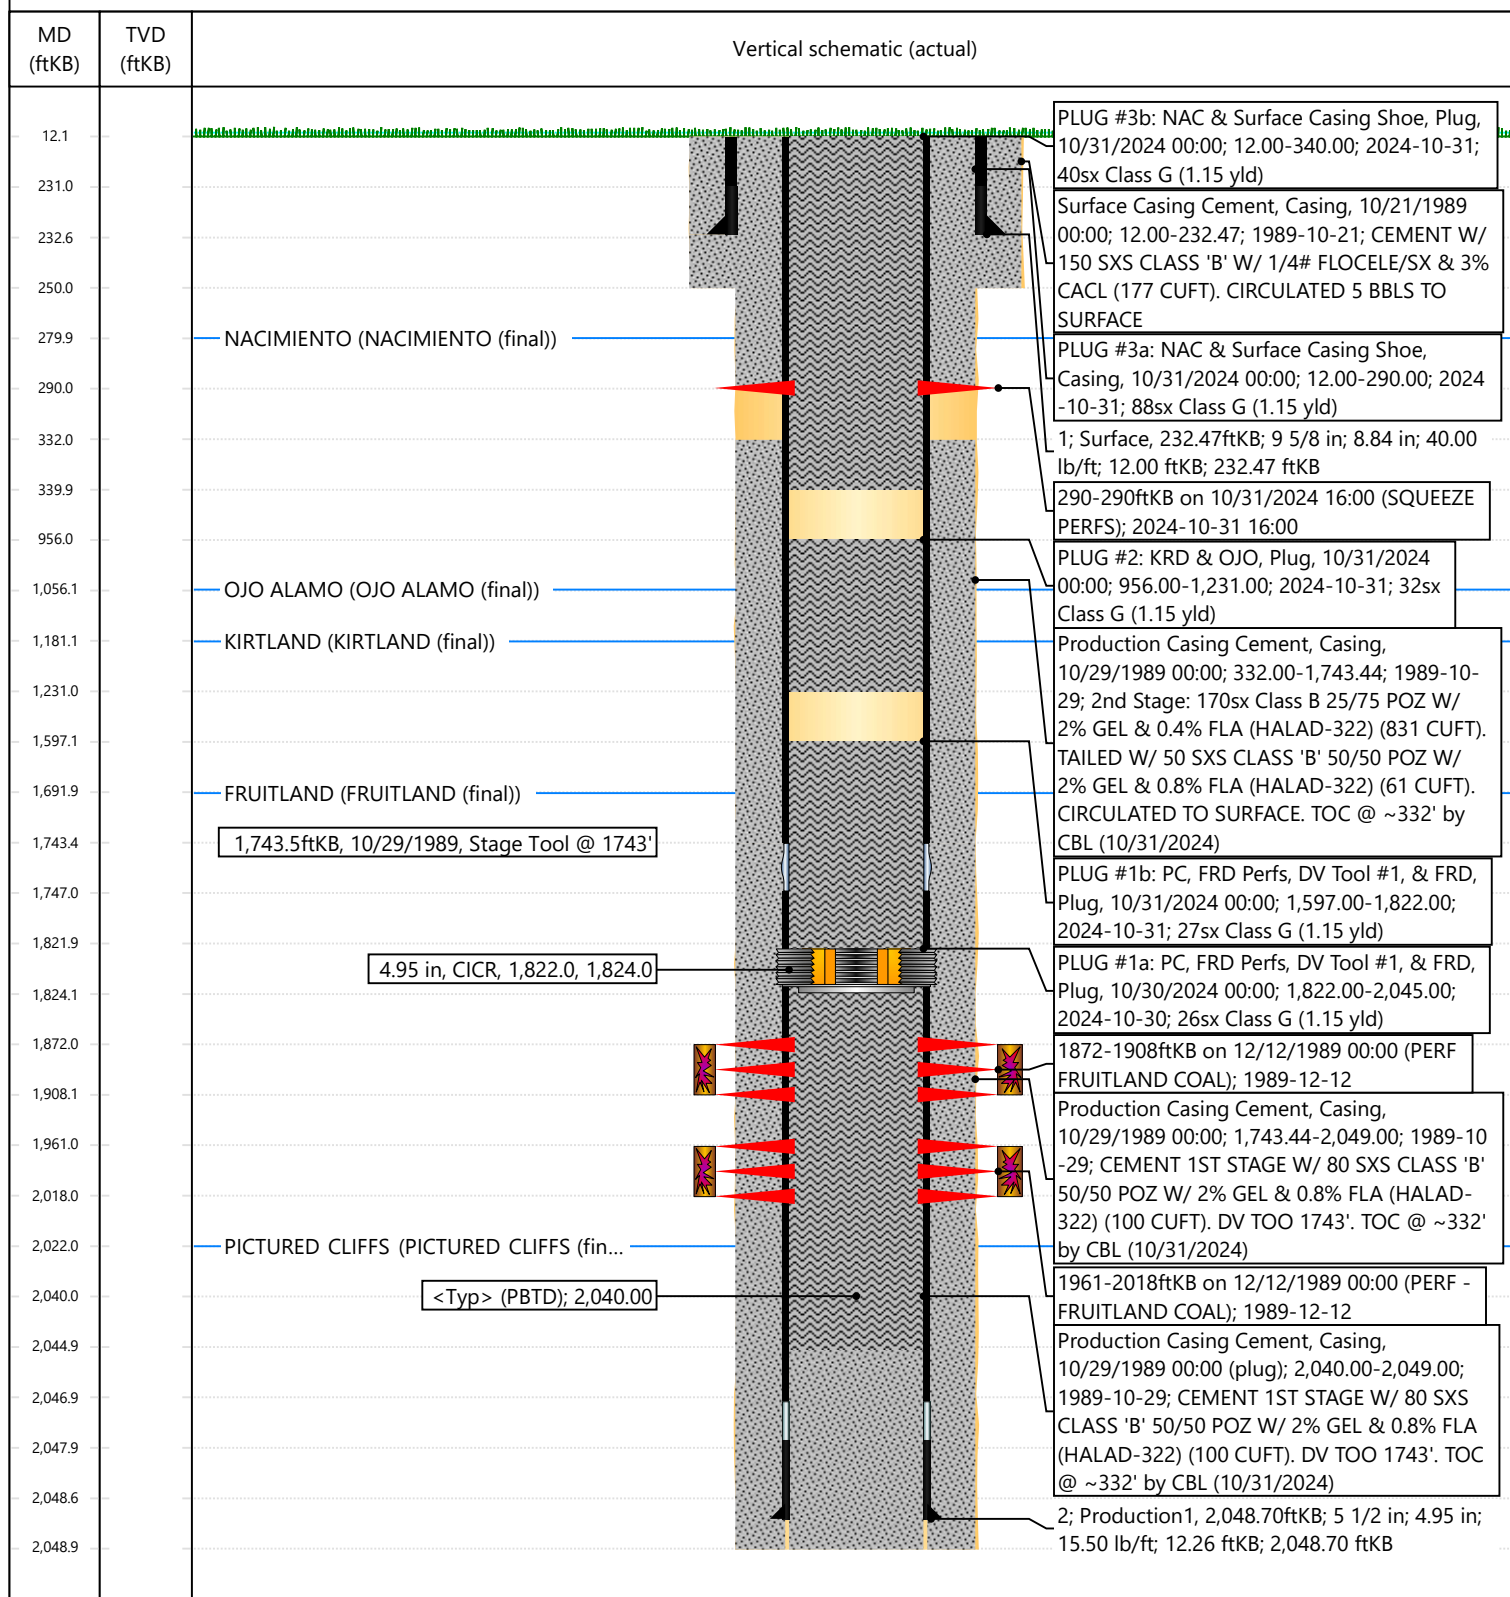 MD
(ftKB)
TVD
(ftKB)
Vertical schematic (actual)
12.1
231.0
232.6
250.0
279.9
290.0
332.0
339.9
956.0
1,056.1
1,181.1
1,231.0
1,597.1
1,691.9
1,743.4
1,747.0
1,821.9
1,824.1
1,872.0
1,908.1
1,961.0
2,018.0
2,022.0
2,040.0
2,044.9
2,046.9
2,047.9
2,048.6
2,048.9
NACIMIENTO (NACIMIENTO (final))
OJO ALAMO (OJO ALAMO (final))
KIRTLAND (KIRTLAND (final))
FRUITLAND (FRUITLAND (final))
1,743.5ftKB, 10/29/1989, Stage Tool @ 1743'
4.95 in, CICR, 1,822.0, 1,824.0
PICTURED CLIFFS (PICTURED CLIFFS (fin...
<Typ> (PBTD); 2,040.00
PLUG #3b: NAC & Surface Casing Shoe, Plug,
10/31/2024 00:00; 12.00-340.00; 2024-10-31;
40sx Class G (1.15 yld)
Surface Casing Cement, Casing, 10/21/1989
00:00; 12.00-232.47; 1989-10-21; CEMENT W/
150 SXS CLASS 'B' W/ 1/4# FLOCELE/SX & 3%
CACL (177 CUFT). CIRCULATED 5 BBLS TO
SURFACE
PLUG #3a: NAC & Surface Casing Shoe,
Casing, 10/31/2024 00:00; 12.00-290.00; 2024
-10-31; 88sx Class G (1.15 yld)
1; Surface, 232.47ftKB; 9 5/8 in; 8.84 in; 40.00
lb/ft; 12.00 ftKB; 232.47 ftKB
290-290ftKB on 10/31/2024 16:00 (SQUEEZE
PERFS); 2024-10-31 16:00
PLUG #2: KRD & OJO, Plug, 10/31/2024
00:00; 956.00-1,231.00; 2024-10-31; 32sx
Class G (1.15 yld)
Production Casing Cement, Casing,
10/29/1989 00:00; 332.00-1,743.44; 1989-10-
29; 2nd Stage: 170sx Class B 25/75 POZ W/
2% GEL & 0.4% FLA (HALAD-322) (831 CUFT).
TAILED W/ 50 SXS CLASS 'B' 50/50 POZ W/
2% GEL & 0.8% FLA (HALAD-322) (61 CUFT).
CIRCULATED TO SURFACE. TOC @ ~332' by
CBL (10/31/2024)
PLUG #1b: PC, FRD Perfs, DV Tool #1, & FRD,
Plug, 10/31/2024 00:00; 1,597.00-1,822.00;
2024-10-31; 27sx Class G (1.15 yld)
PLUG #1a: PC, FRD Perfs, DV Tool #1, & FRD,
Plug, 10/30/2024 00:00; 1,822.00-2,045.00;
2024-10-30; 26sx Class G (1.15 yld)
1872-1908ftKB on 12/12/1989 00:00 (PERF
FRUITLAND COAL); 1989-12-12
Production Casing Cement, Casing,
10/29/1989 00:00; 1,743.44-2,049.00; 1989-10
-29; CEMENT 1ST STAGE W/ 80 SXS CLASS 'B'
50/50 POZ W/ 2% GEL & 0.8% FLA (HALAD-
322) (100 CUFT). DV TOO 1743'. TOC @ ~332'
by CBL (10/31/2024)
1961-2018ftKB on 12/12/1989 00:00 (PERF -
FRUITLAND COAL); 1989-12-12
Production Casing Cement, Casing,
10/29/1989 00:00 (plug); 2,040.00-2,049.00;
1989-10-29; CEMENT 1ST STAGE W/ 80 SXS
CLASS 'B' 50/50 POZ W/ 2% GEL & 0.8% FLA
(HALAD-322) (100 CUFT). DV TOO 1743'. TOC
@ ~332' by CBL (10/31/2024)
2; Production1, 2,048.70ftKB; 5 1/2 in; 4.95 in;
15.50 lb/ft; 12.26 ftKB; 2,048.70 ftKB